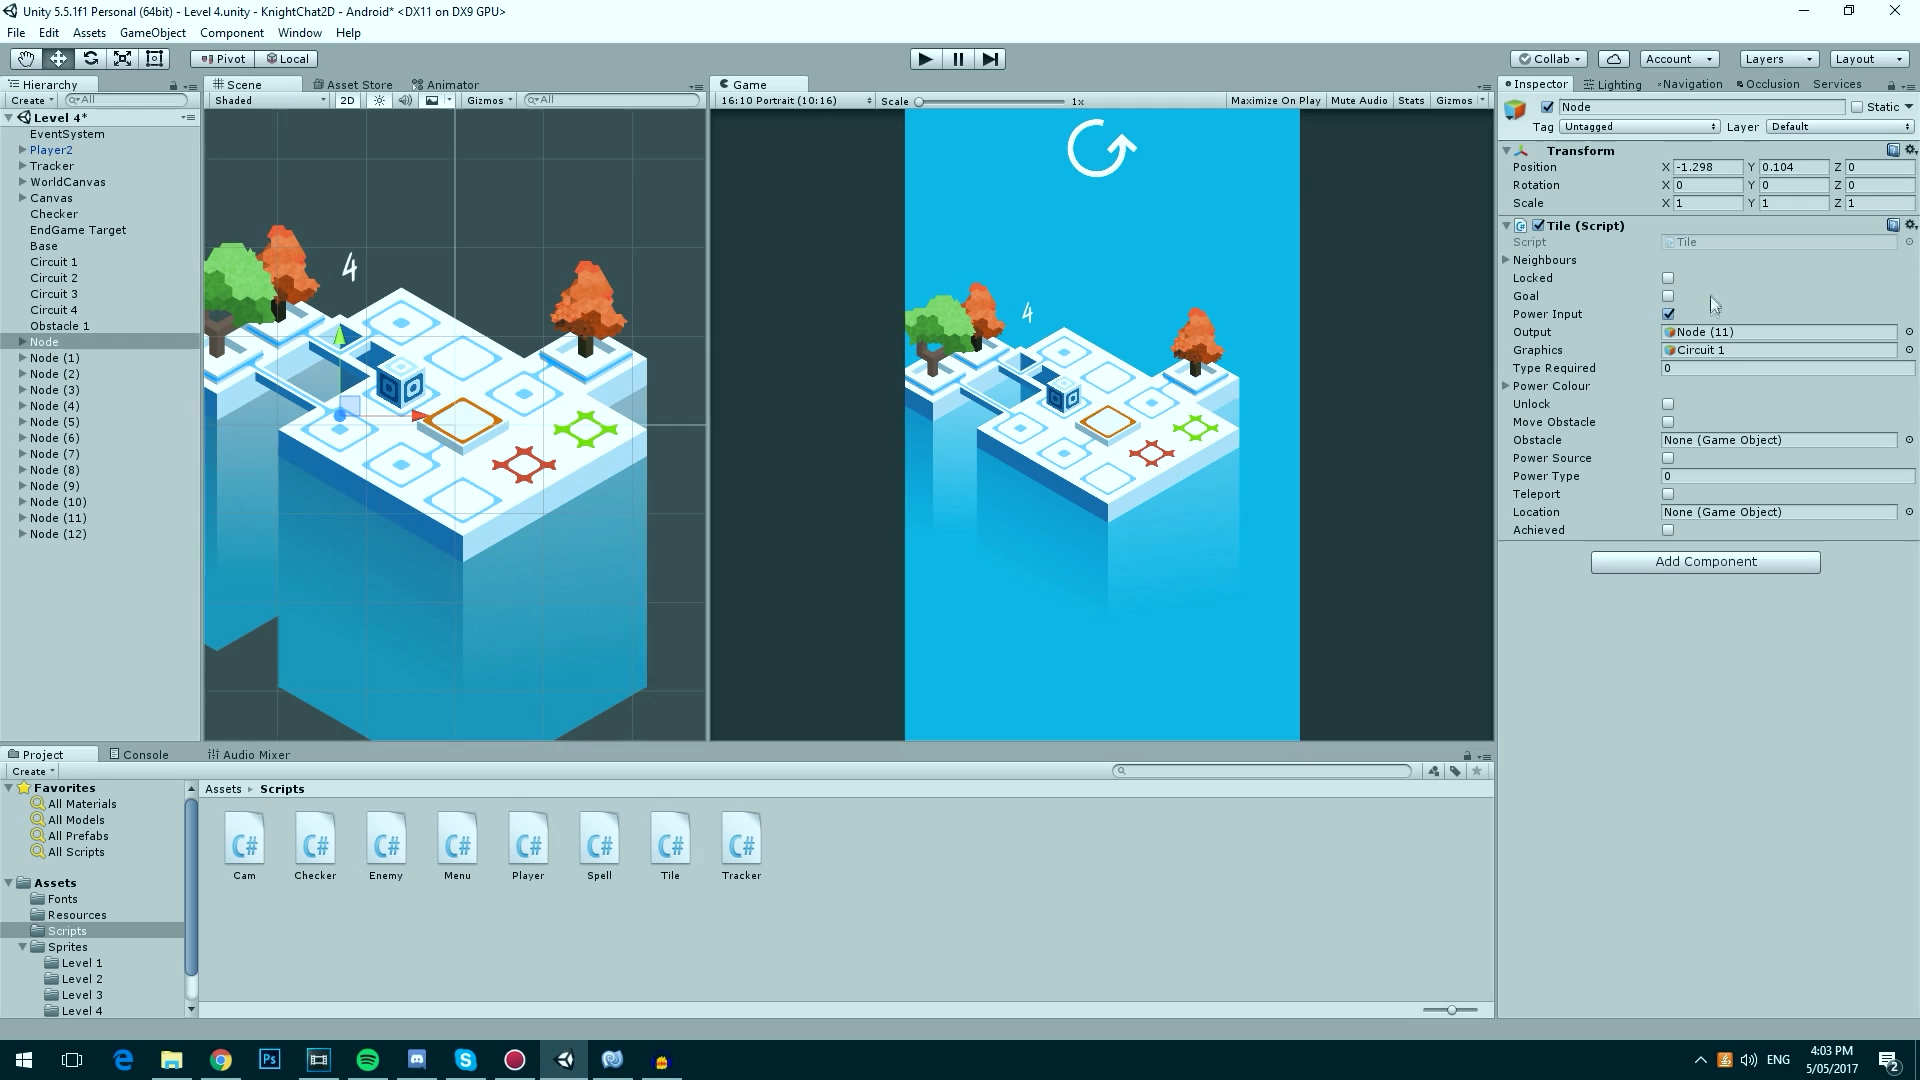 Unity 5.5.1f1 Personal (64bit) - Level 4.unity - KnightChat2D - Android* <DX11 on DX9 GPU>
File Edit Assets GameObject Component Window Help
Pivot Local Collab Account Layers Layout
Hierarchy
Create All
Level 4*
EventSystem
Player2
Tracker
WorldCanvas
Canvas
Checker
EndGame Target
Base
Circuit 1
Circuit 2
Circuit 3
Circuit 4
Obstacle 1
Node
Node (1)
Node (2)
Node (3)
Node (4)
Node (5)
Node (6)
Node (7)
Node (8)
Node (9)
Node (10)
Node (11)
Node (12)
Scene Asset Store Animator
Shaded 2D Gizmos All
4
Game
16:10 Portrait (10:16) Scale 1x Maximize On Play Mute Audio Stats Gizmos
4
Inspector Lighting Navigation Occlusion Services
Node Static
Tag Untagged Layer Default
Transform
Position X -1.298 Y 0.104 Z 0
Rotation X 0 Y 0 Z 0
Scale X 1 Y 1 Z 1
Tile (Script)
Script Tile
Neighbours
Locked
Goal
Power Input
Output Node (11)
Graphics Circuit 1
Type Required 0
Power Colour
Unlock
Move Obstacle
Obstacle None (Game Object)
Power Source
Power Type 0
Teleport
Location None (Game Object)
Achieved
Add Component
Project Console Audio Mixer
Create
Favorites
All Materials
All Models
All Prefabs
All Scripts
Assets
Fonts
Resources
Scripts
Sprites
Level 1
Level 2
Level 3
Level 4
Assets Scripts
C# C# C# C# C# C# C# C#
Cam Checker Enemy Menu Player Spell Tile Tracker
Ps
ENG
4:03 PM
5/05/2017
2